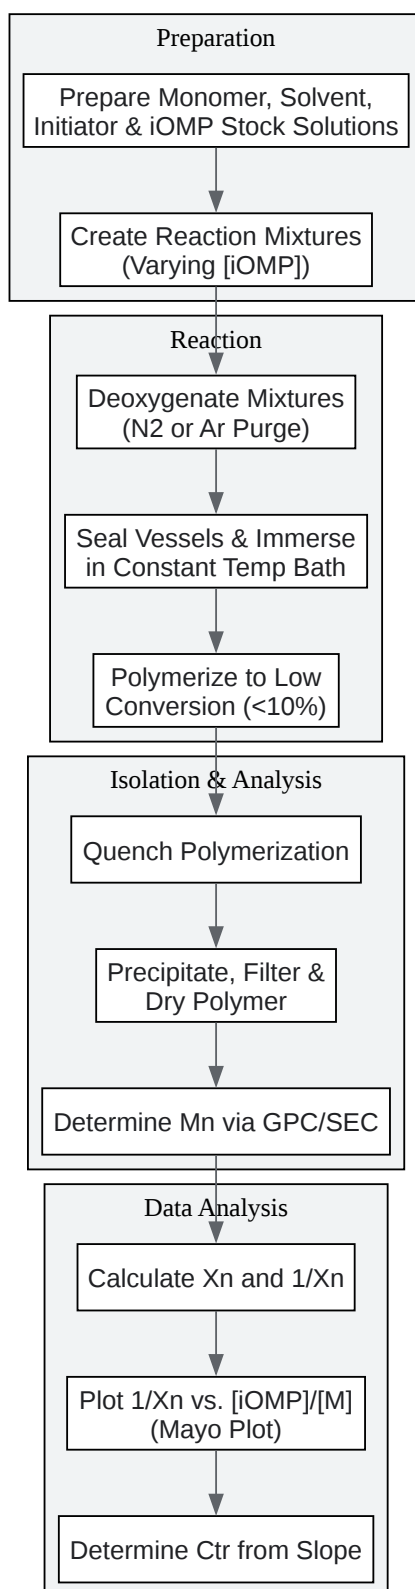 Preparation
Prepare Monomer, Solvent,
Initiator & iOMP Stock Solutions
Create Reaction Mixtures
(Varying [iOMP])
Reaction
Deoxygenate Mixtures
(N2 or Ar Purge)
Seal Vessels & Immerse
in Constant Temp Bath
Polymerize to Low
Conversion (<10%)
Isolation & Analysis
Quench Polymerization
Precipitate, Filter &
Dry Polymer
Determine Mn via GPC/SEC
Data Analysis
Calculate Xn and 1/Xn
Plot 1/Xn vs. [iOMP]/[M]
(Mayo Plot)
Determine Ctr from Slope